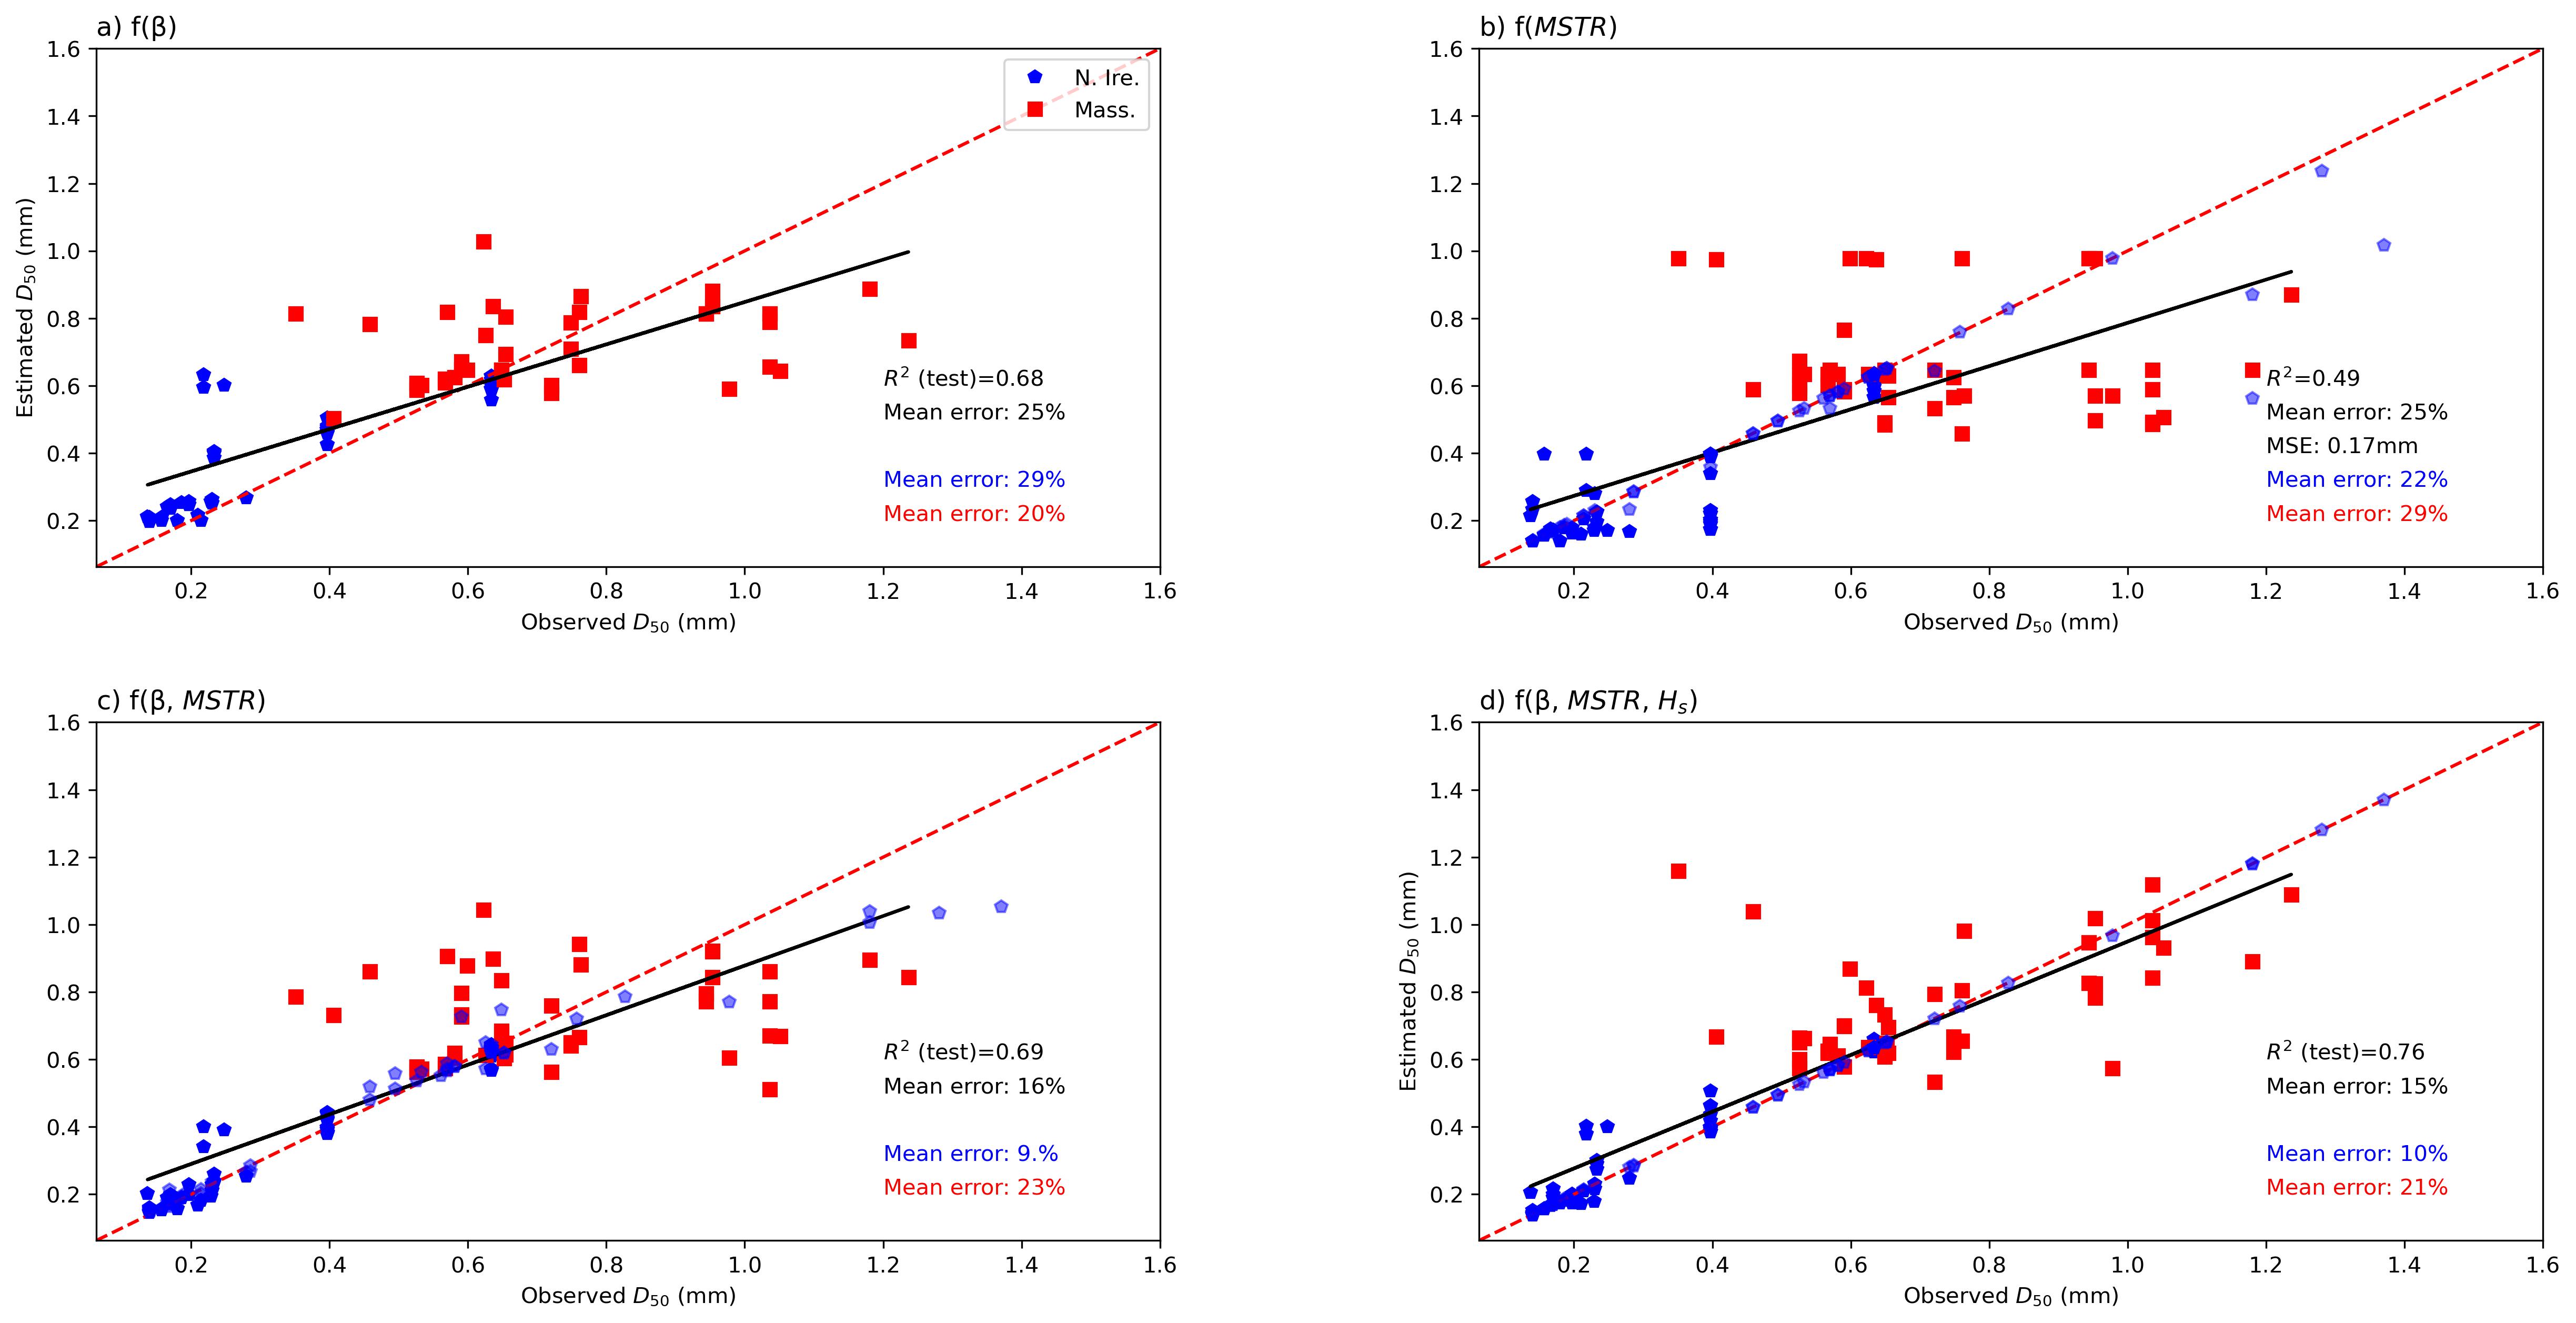 a) f(β)
1.6
1.4
1.2
1.0
0.8
0.6
0.4
0.2
Estimated D50 (mm)
N. Ire.
Mass.
R2 (test)=0.68
Mean error: 25%
Mean error: 29%
Mean error: 20%
0.2 0.4 0.6 0.8 1.0 1.2 1.4 1.6
Observed D50 (mm)
b) f(MSTR)
1.6
1.4
1.2
1.0
0.8
0.6
0.4
0.2
R2=0.49
Mean error: 25%
MSE: 0.17mm
Mean error: 22%
Mean error: 29%
0.2 0.4 0.6 0.8 1.0 1.2 1.4 1.6
Observed D50 (mm)
c) f(β, MSTR)
1.6
1.4
1.2
1.0
0.8
0.6
0.4
0.2
R2 (test)=0.69
Mean error: 16%
Mean error: 9.%
Mean error: 23%
0.2 0.4 0.6 0.8 1.0 1.2 1.4 1.6
Observed D50 (mm)
d) f(β, MSTR, Hs)
1.6
1.4
1.2
1.0
0.8
0.6
0.4
0.2
Estimated D50 (mm)
R2 (test)=0.76
Mean error: 15%
Mean error: 10%
Mean error: 21%
0.2 0.4 0.6 0.8 1.0 1.2 1.4 1.6
Observed D50 (mm)